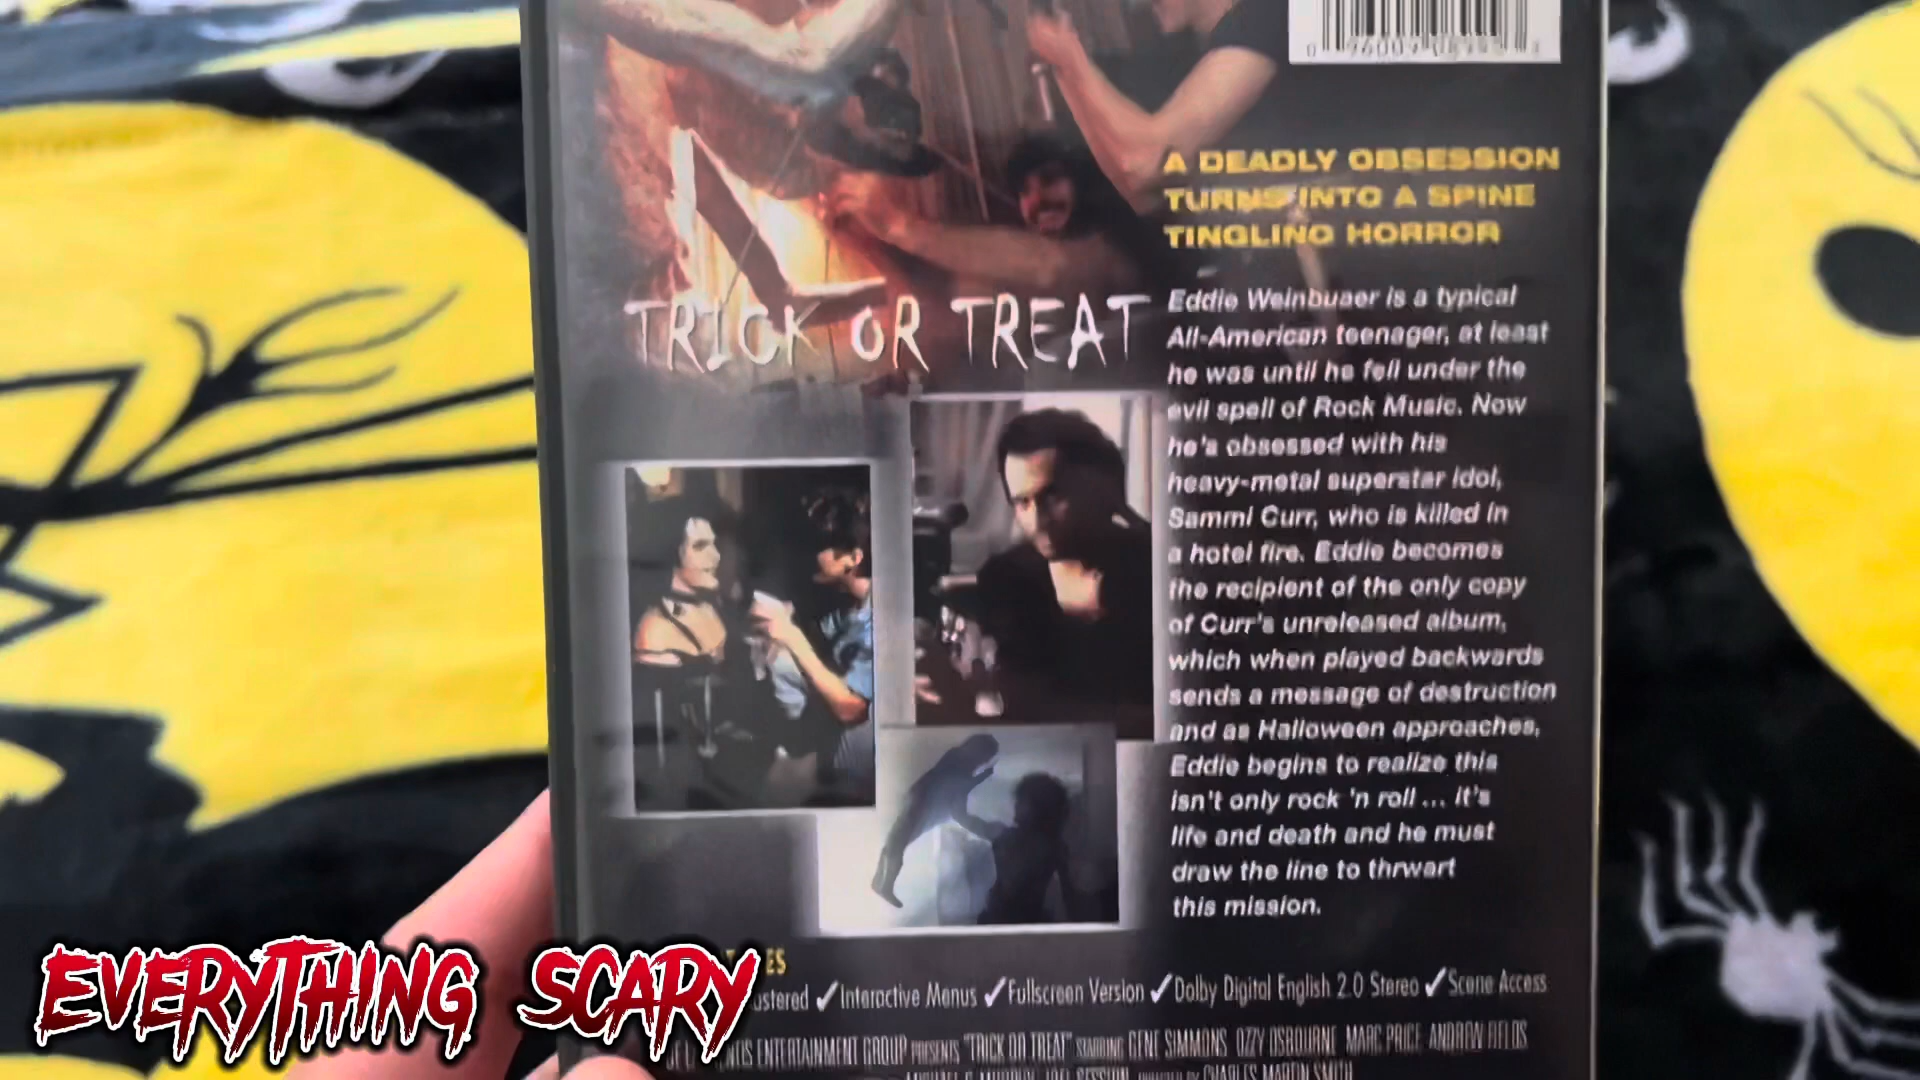 A DEADLY OBSESSION
TURNS INTO A SPINE
TINGLING HORROR
TRICK OR TREAT
Eddie Weinbuaer is a typical
All-American teenager, at least
he was until he fell under the
evil spell of Rock Music. Now
he's obsessed with his
heavy-metal superstar idol,
Sammi Curr, who is killed in
a hotel fire. Eddie becomes
the recipient of the only copy
of Curr's unreleased album,
which when played backwards
sends a message of destruction
and as Halloween approaches,
Eddie begins to realize this
isn't only rock 'n roll ... it's
life and death and he must
draw the line to thrwart
this mission.
✓Interactive Menus ✓Fullscreen Version ✓Dolby Digital English 2.0 Stereo ✓Scene Access
ENTERTAINMENT GROUP PRESENTS "TRICK OR TREAT" STARRING GENE SIMMONS OZZY OSBOURNE MARC PRICE ANDREW FIELDS
CHARLES MARTIN SMITH
EVERYTHING SCARY